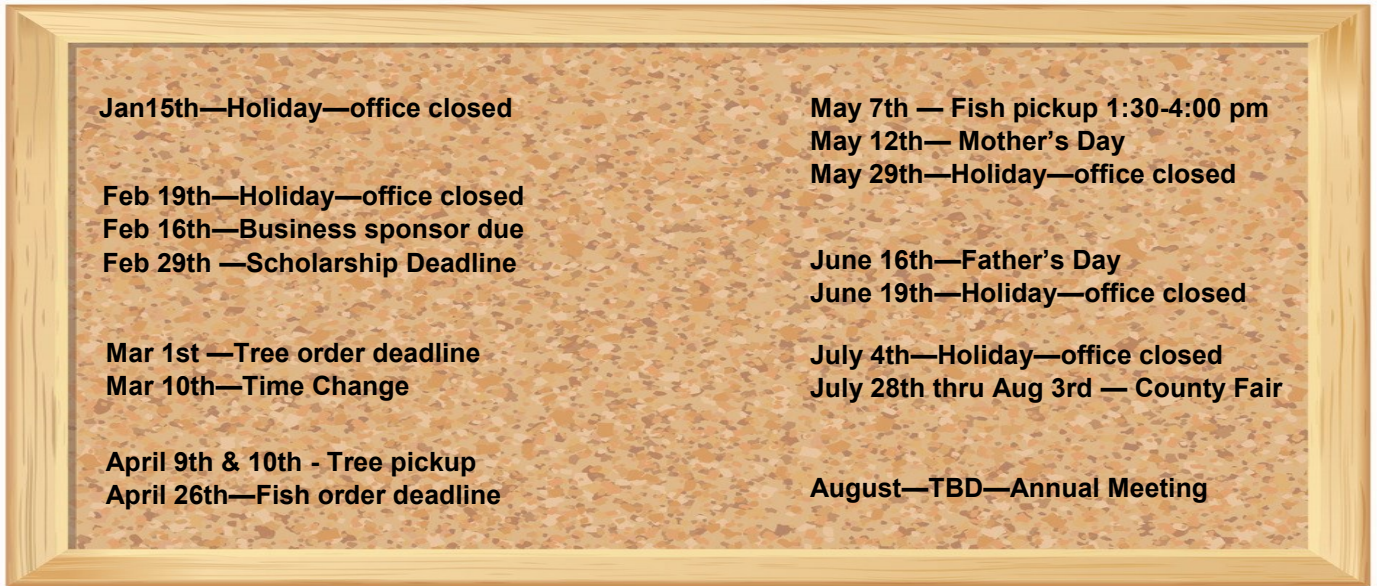 Jan15th—Holiday—office closed
Feb 19th—Holiday—office closed
Feb 16th—Business sponsor due
Feb 29th —Scholarship Deadline
Mar 1st —Tree order deadline
Mar 10th—Time Change
April 9th & 10th - Tree pickup
April 26th—Fish order deadline
May 7th — Fish pickup 1:30-4:00 pm
May 12th— Mother’s Day
May 29th—Holiday—office closed
June 16th—Father’s Day
June 19th—Holiday—office closed
July 4th—Holiday—office closed
July 28th thru Aug 3rd — County Fair
August—TBD—Annual Meeting